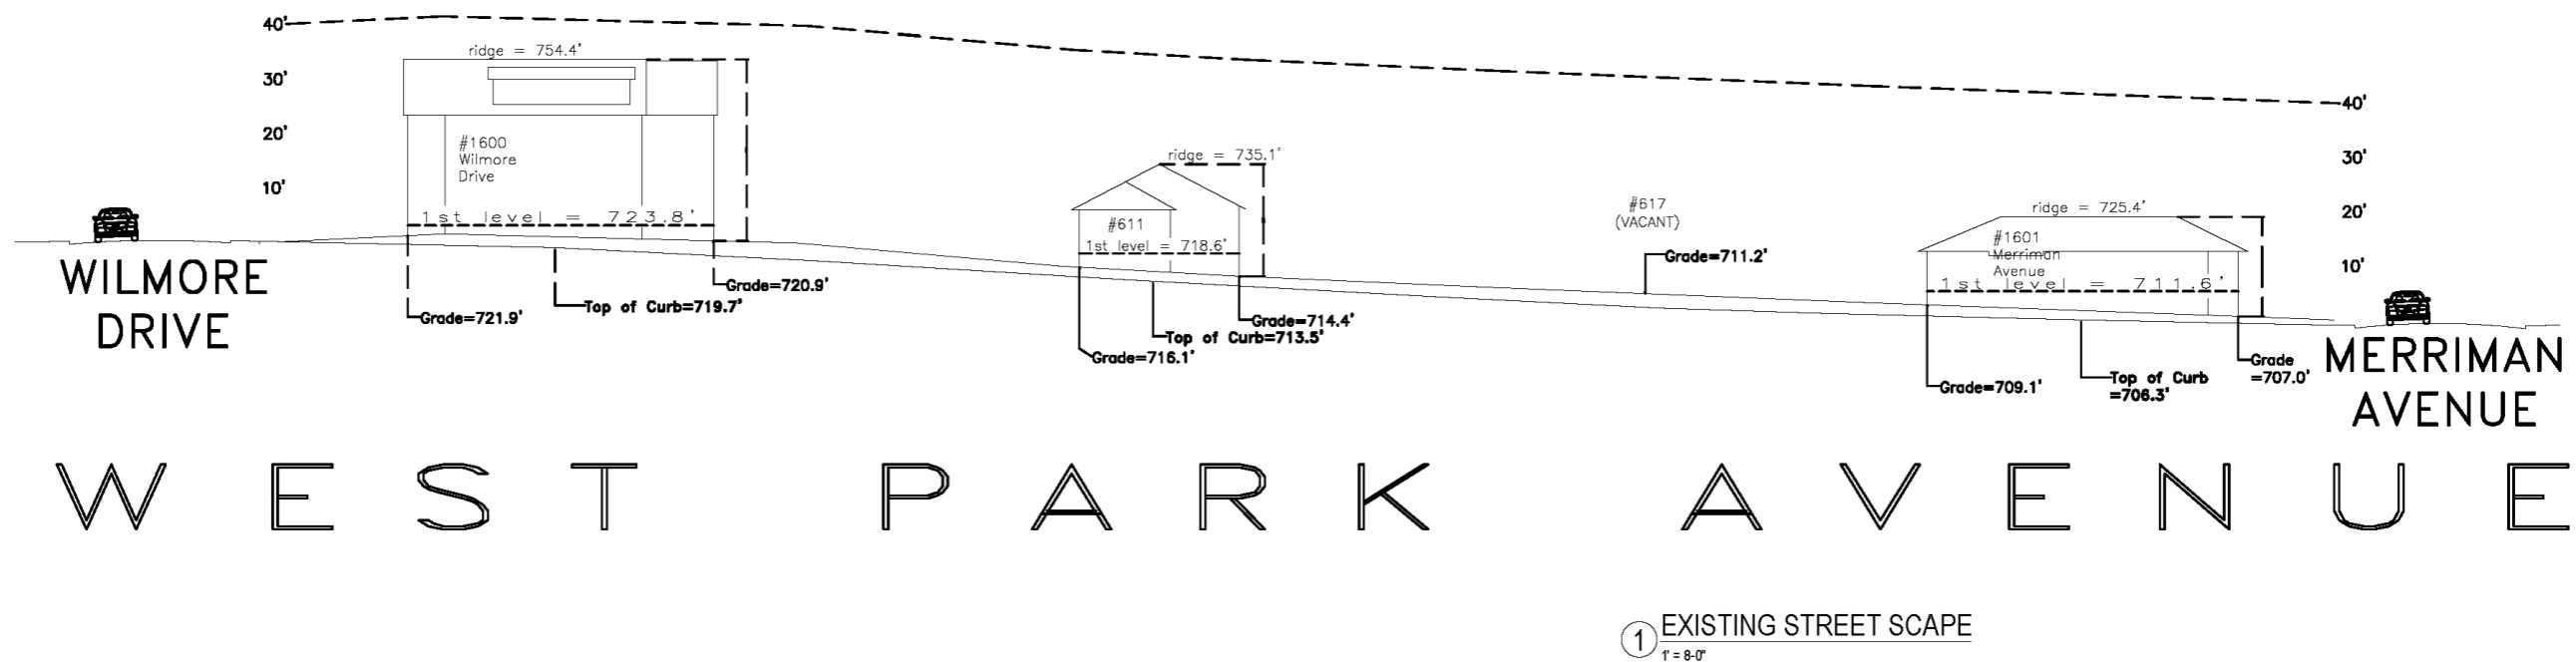 40'
30'
20'
10'
ridge = 754.4'
#1600
Wilmore
Drive
1st level = 723.8'
WILMORE
DRIVE
Grade=721.9'
Top of Curb=719.7'
Grade=720.9'
ridge = 735.1'
#611
1st level = 718.6'
Grade=716.1'
Top of Curb=713.5'
Grade=714.4'
#617
(VACANT)
Grade=711.2'
ridge = 725.4'
#1601
Merriman
Avenue
1st level = 711.6'
Grade=709.1'
Top of Curb
=706.3'
Grade
=707.0'
40'
30'
20'
10'
MERRIMAN
AVENUE
WEST PARK AVENUE
1 EXISTING STREET SCAPE
1" = 8-0"